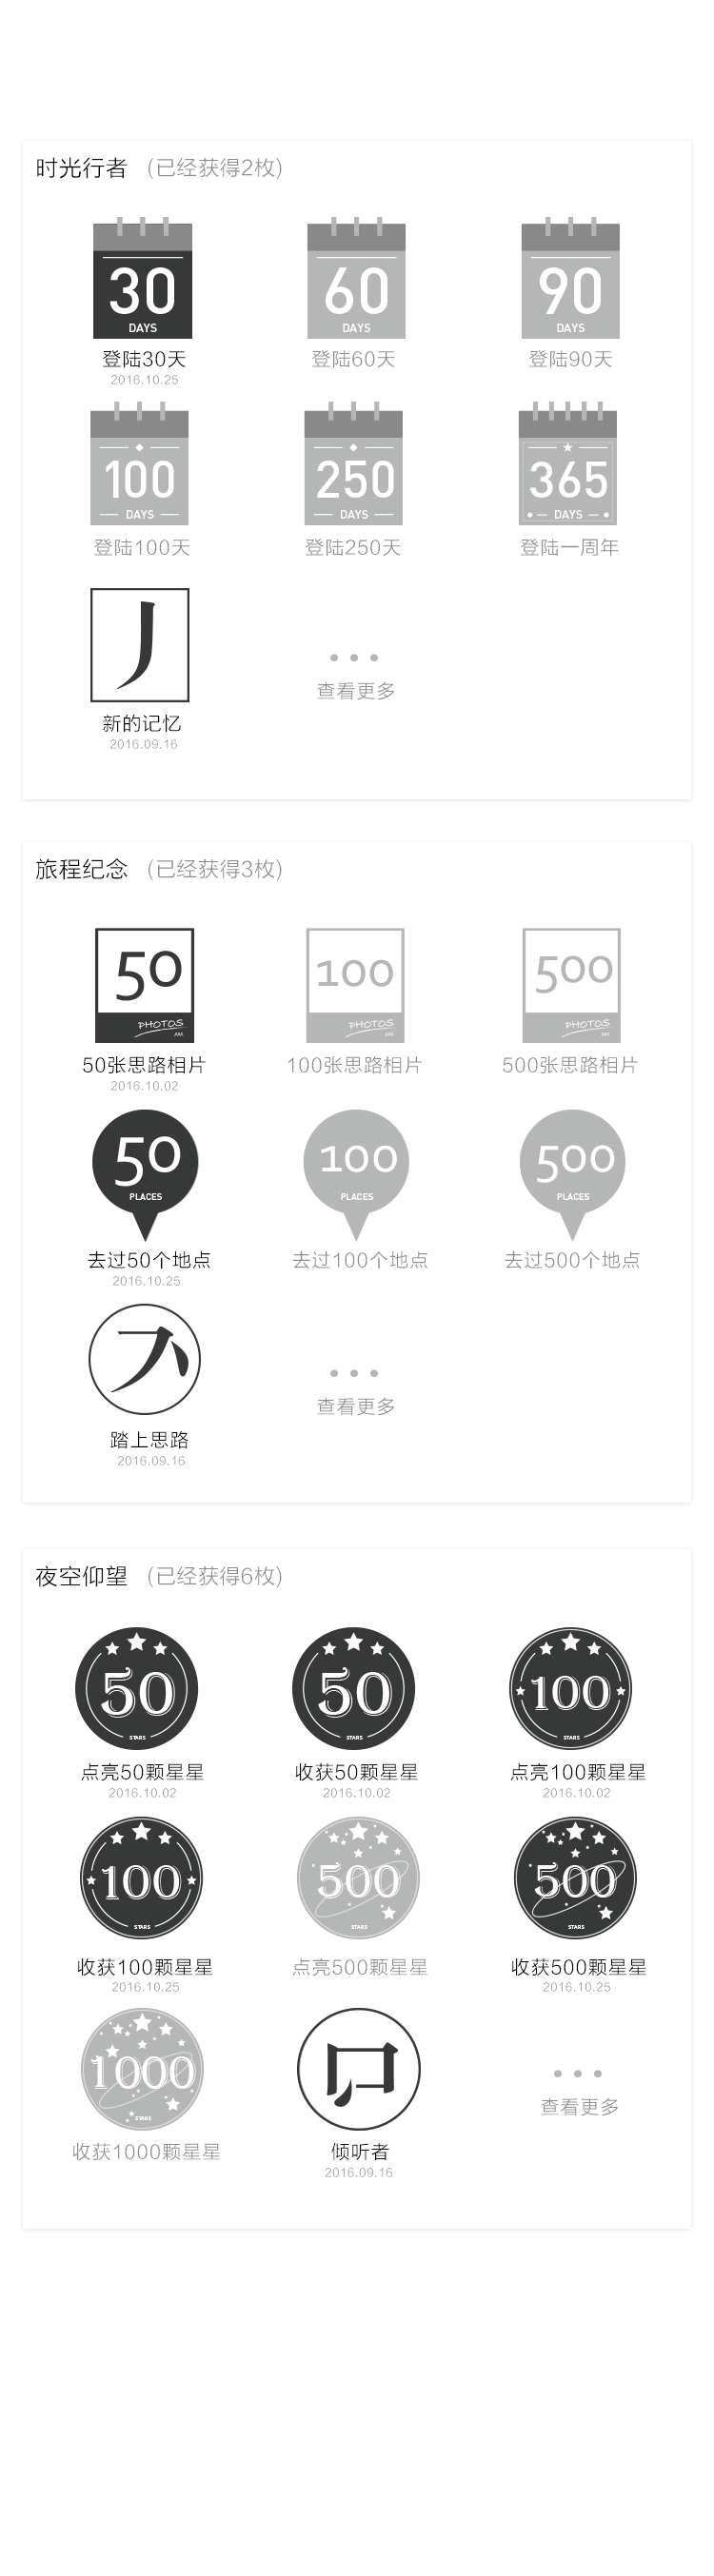 时光行者 (已经获得2枚)
30 60 90
DAYS DAYS DAYS
登陆30天 登陆60天 登陆90天
2016.10.25
100 250 365
DAYS DAYS DAYS
登陆100天 登陆250天 登陆一周年
新的记忆 查看更多
2016.09.16
旅程纪念 (已经获得3枚)
50 100 500
PHOTOS PHOTOS PHOTOS
50张思路相片 100张思路相片 500张思路相片
2016.10.02
50 100 500
PLACES PLACES PLACES
去过50个地点 去过100个地点 去过500个地点
2016.10.25
查看更多
踏上思路
2016.09.16
夜空仰望 (已经获得6枚)
50 50 100
STARS STARS STARS
点亮50颗星星 收获50颗星星 点亮100颗星星
2016.10.02 2016.10.02 2016.10.02
100 500 500
STARS STARS STARS
收获100颗星星 点亮500颗星星 收获500颗星星
2016.10.25 2016.10.25
1000
STARS
查看更多
收获1000颗星星 倾听者
2016.09.16